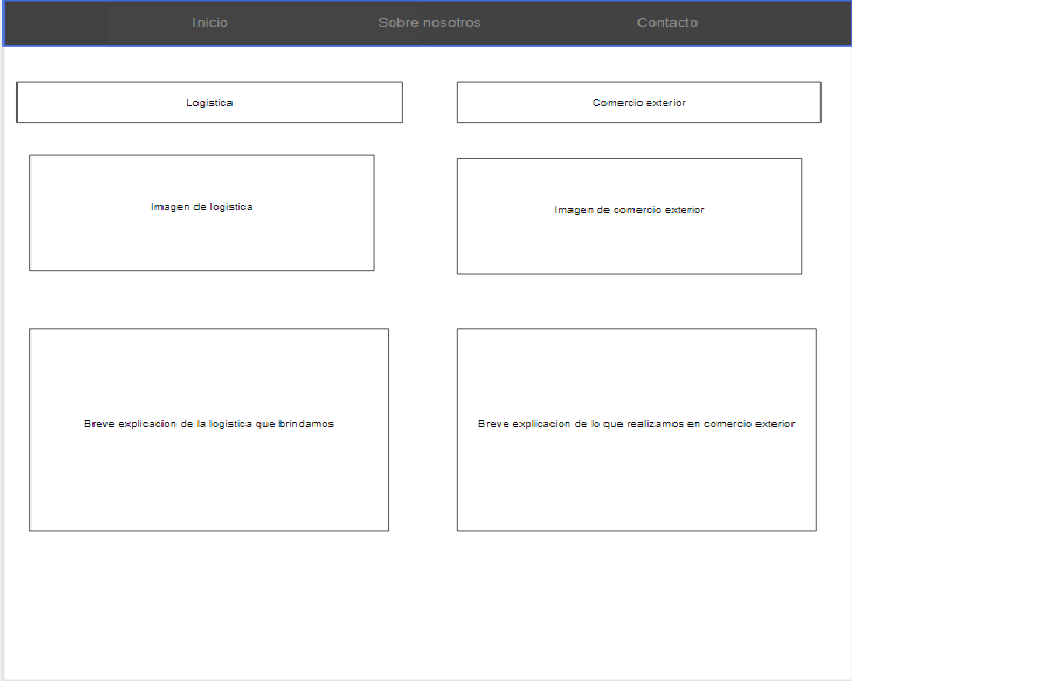 Inicio
Sobre nosotros
Contacto
Logistica
Comercio exterior
Imagen de logistica
Imagen de comercio exterior
Breve explicacion de la logistica que brindamos
Breve explicacion de lo que realizamos en comercio exterior